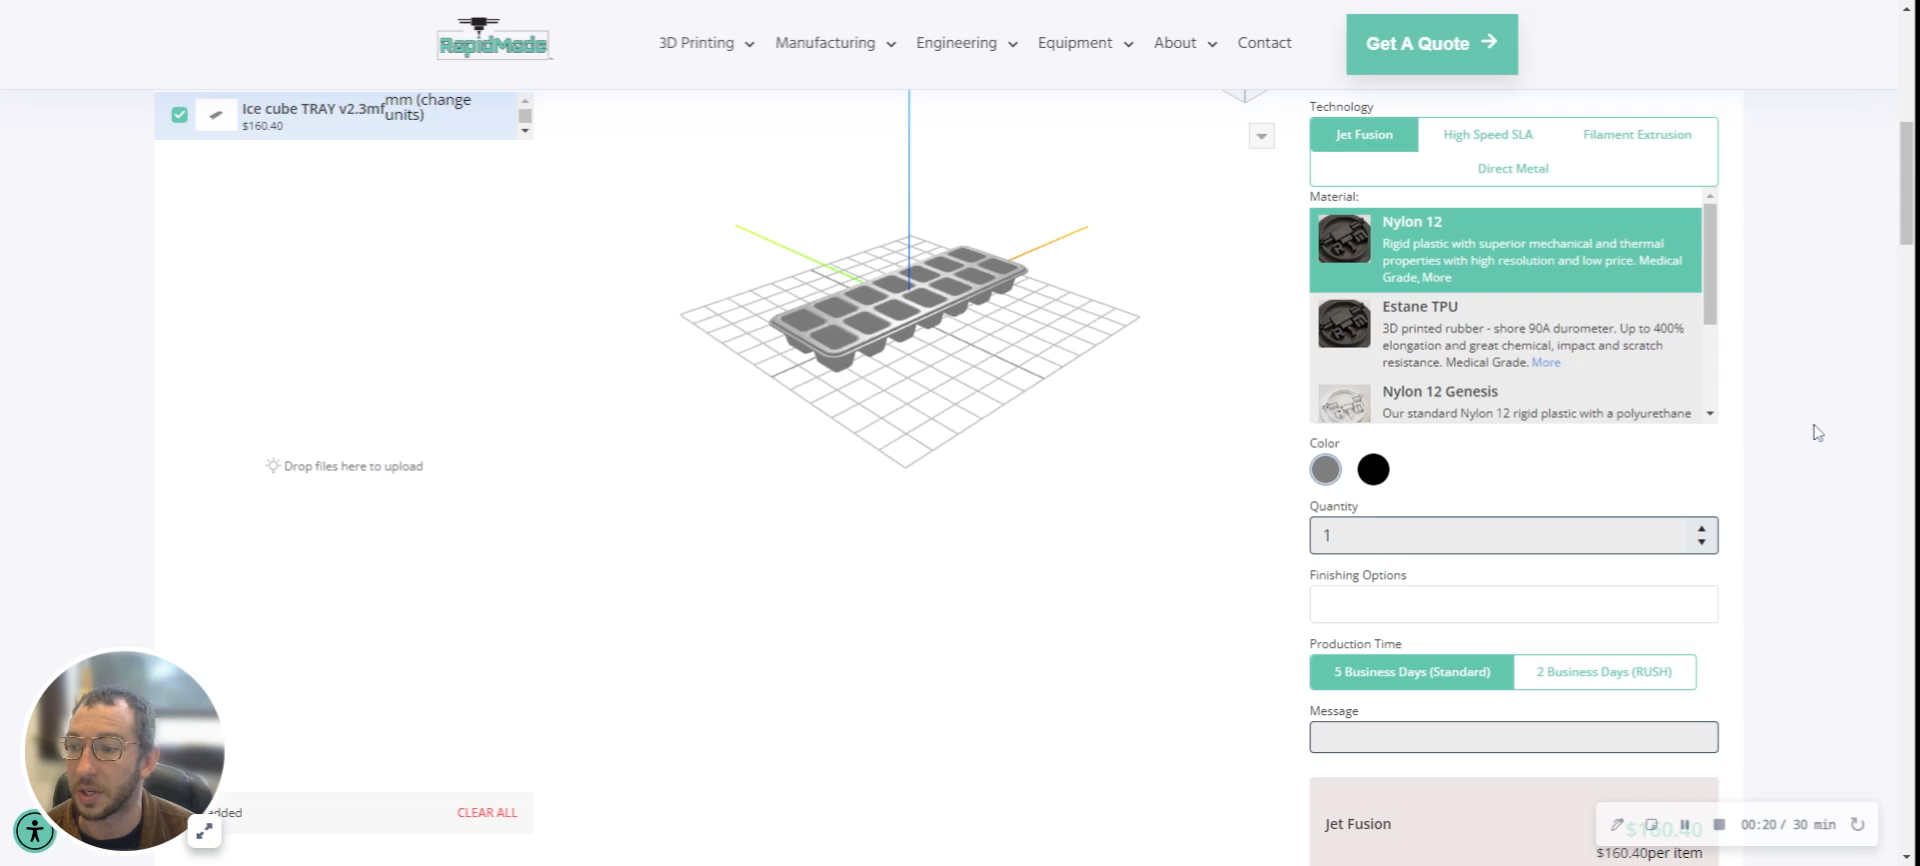 RapidMade
3D Printing
Manufacturing
Engineering
Equipment
About
Contact
Get A Quote
Ice cube TRAY v2.3mf
mm (change
units)
$160.40
Drop files here to upload
CLEAR ALL
Technology
Jet Fusion
High Speed SLA
Filament Extrusion
Direct Metal
Material:
Nylon 12
Rigid plastic with superior mechanical and thermal
properties with high resolution and low price. Medical
Grade, More
Estane TPU
3D printed rubber - shore 90A durometer. Up to 400%
elongation and great chemical, impact and scratch
resistance. Medical Grade. More
Nylon 12 Genesis
Our standard Nylon 12 rigid plastic with a polyurethane
Color
Quantity
1
Finishing Options
Production Time
5 Business Days (Standard)
2 Business Days (RUSH)
Message
Jet Fusion
$160.40
$160.40per item
00:20 / 30 min